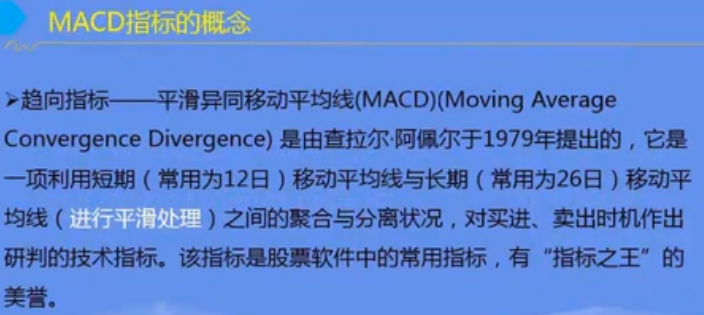 MACD指标的概念
➢趋向指标——平滑异同移动平均线(MACD)(Moving Average
Convergence Divergence) 是由查拉尔·阿佩尔于1979年提出的，它是
一项利用短期（常用为12日）移动平均线与长期（常用为26日）移动平
均线（进行平滑处理）之间的聚合与分离状况，对买进、卖出时机作出
研判的技术指标。该指标是股票软件中的常用指标，有“指标之王”的
美誉。